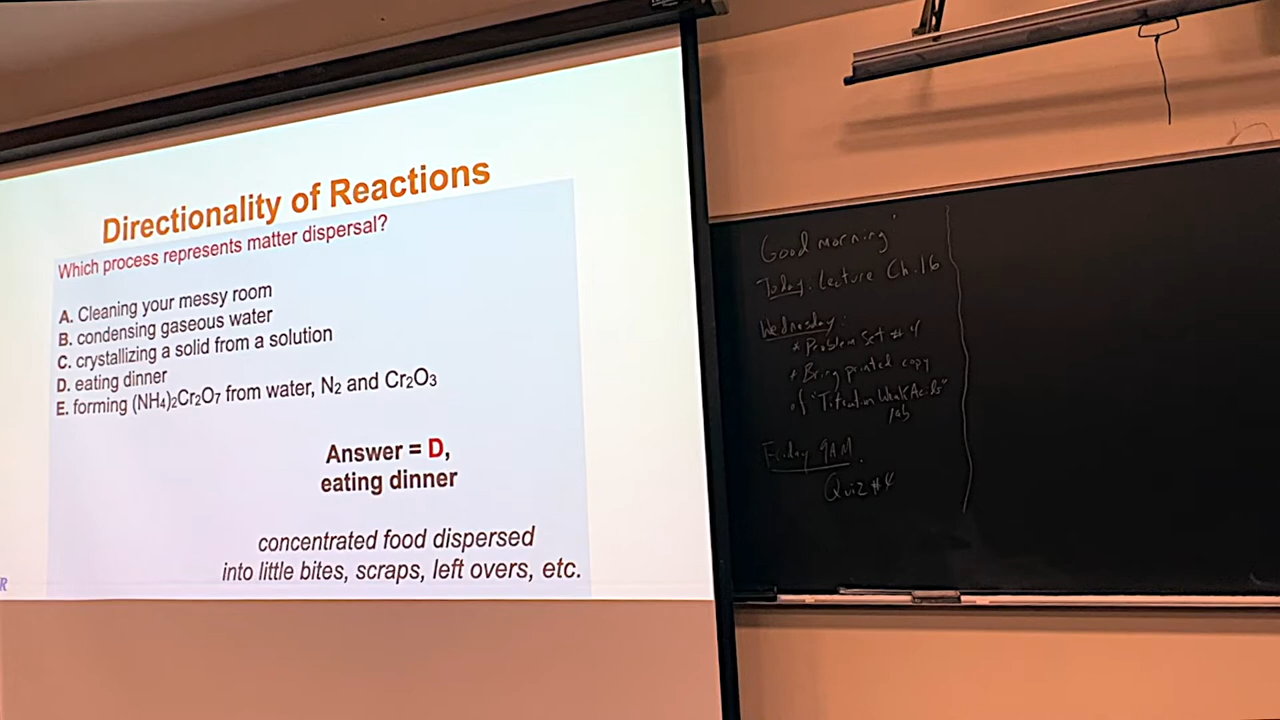 Directionality of Reactions
Which process represents matter dispersal?
A. Cleaning your messy room
B. condensing gaseous water
C. crystallizing a solid from a solution
D. eating dinner
E. forming (NH4)2Cr2O7 from water, N2 and Cr2O3
Answer = D,
eating dinner
concentrated food dispersed
into little bites, scraps, left overs, etc.
R
Good morning
Today: Lecture Ch.16
Wednesday:
* Problem Set #4
* Bring printed copy
of "Titration Weak Acids"
lab
Friday 9AM
Quiz #4